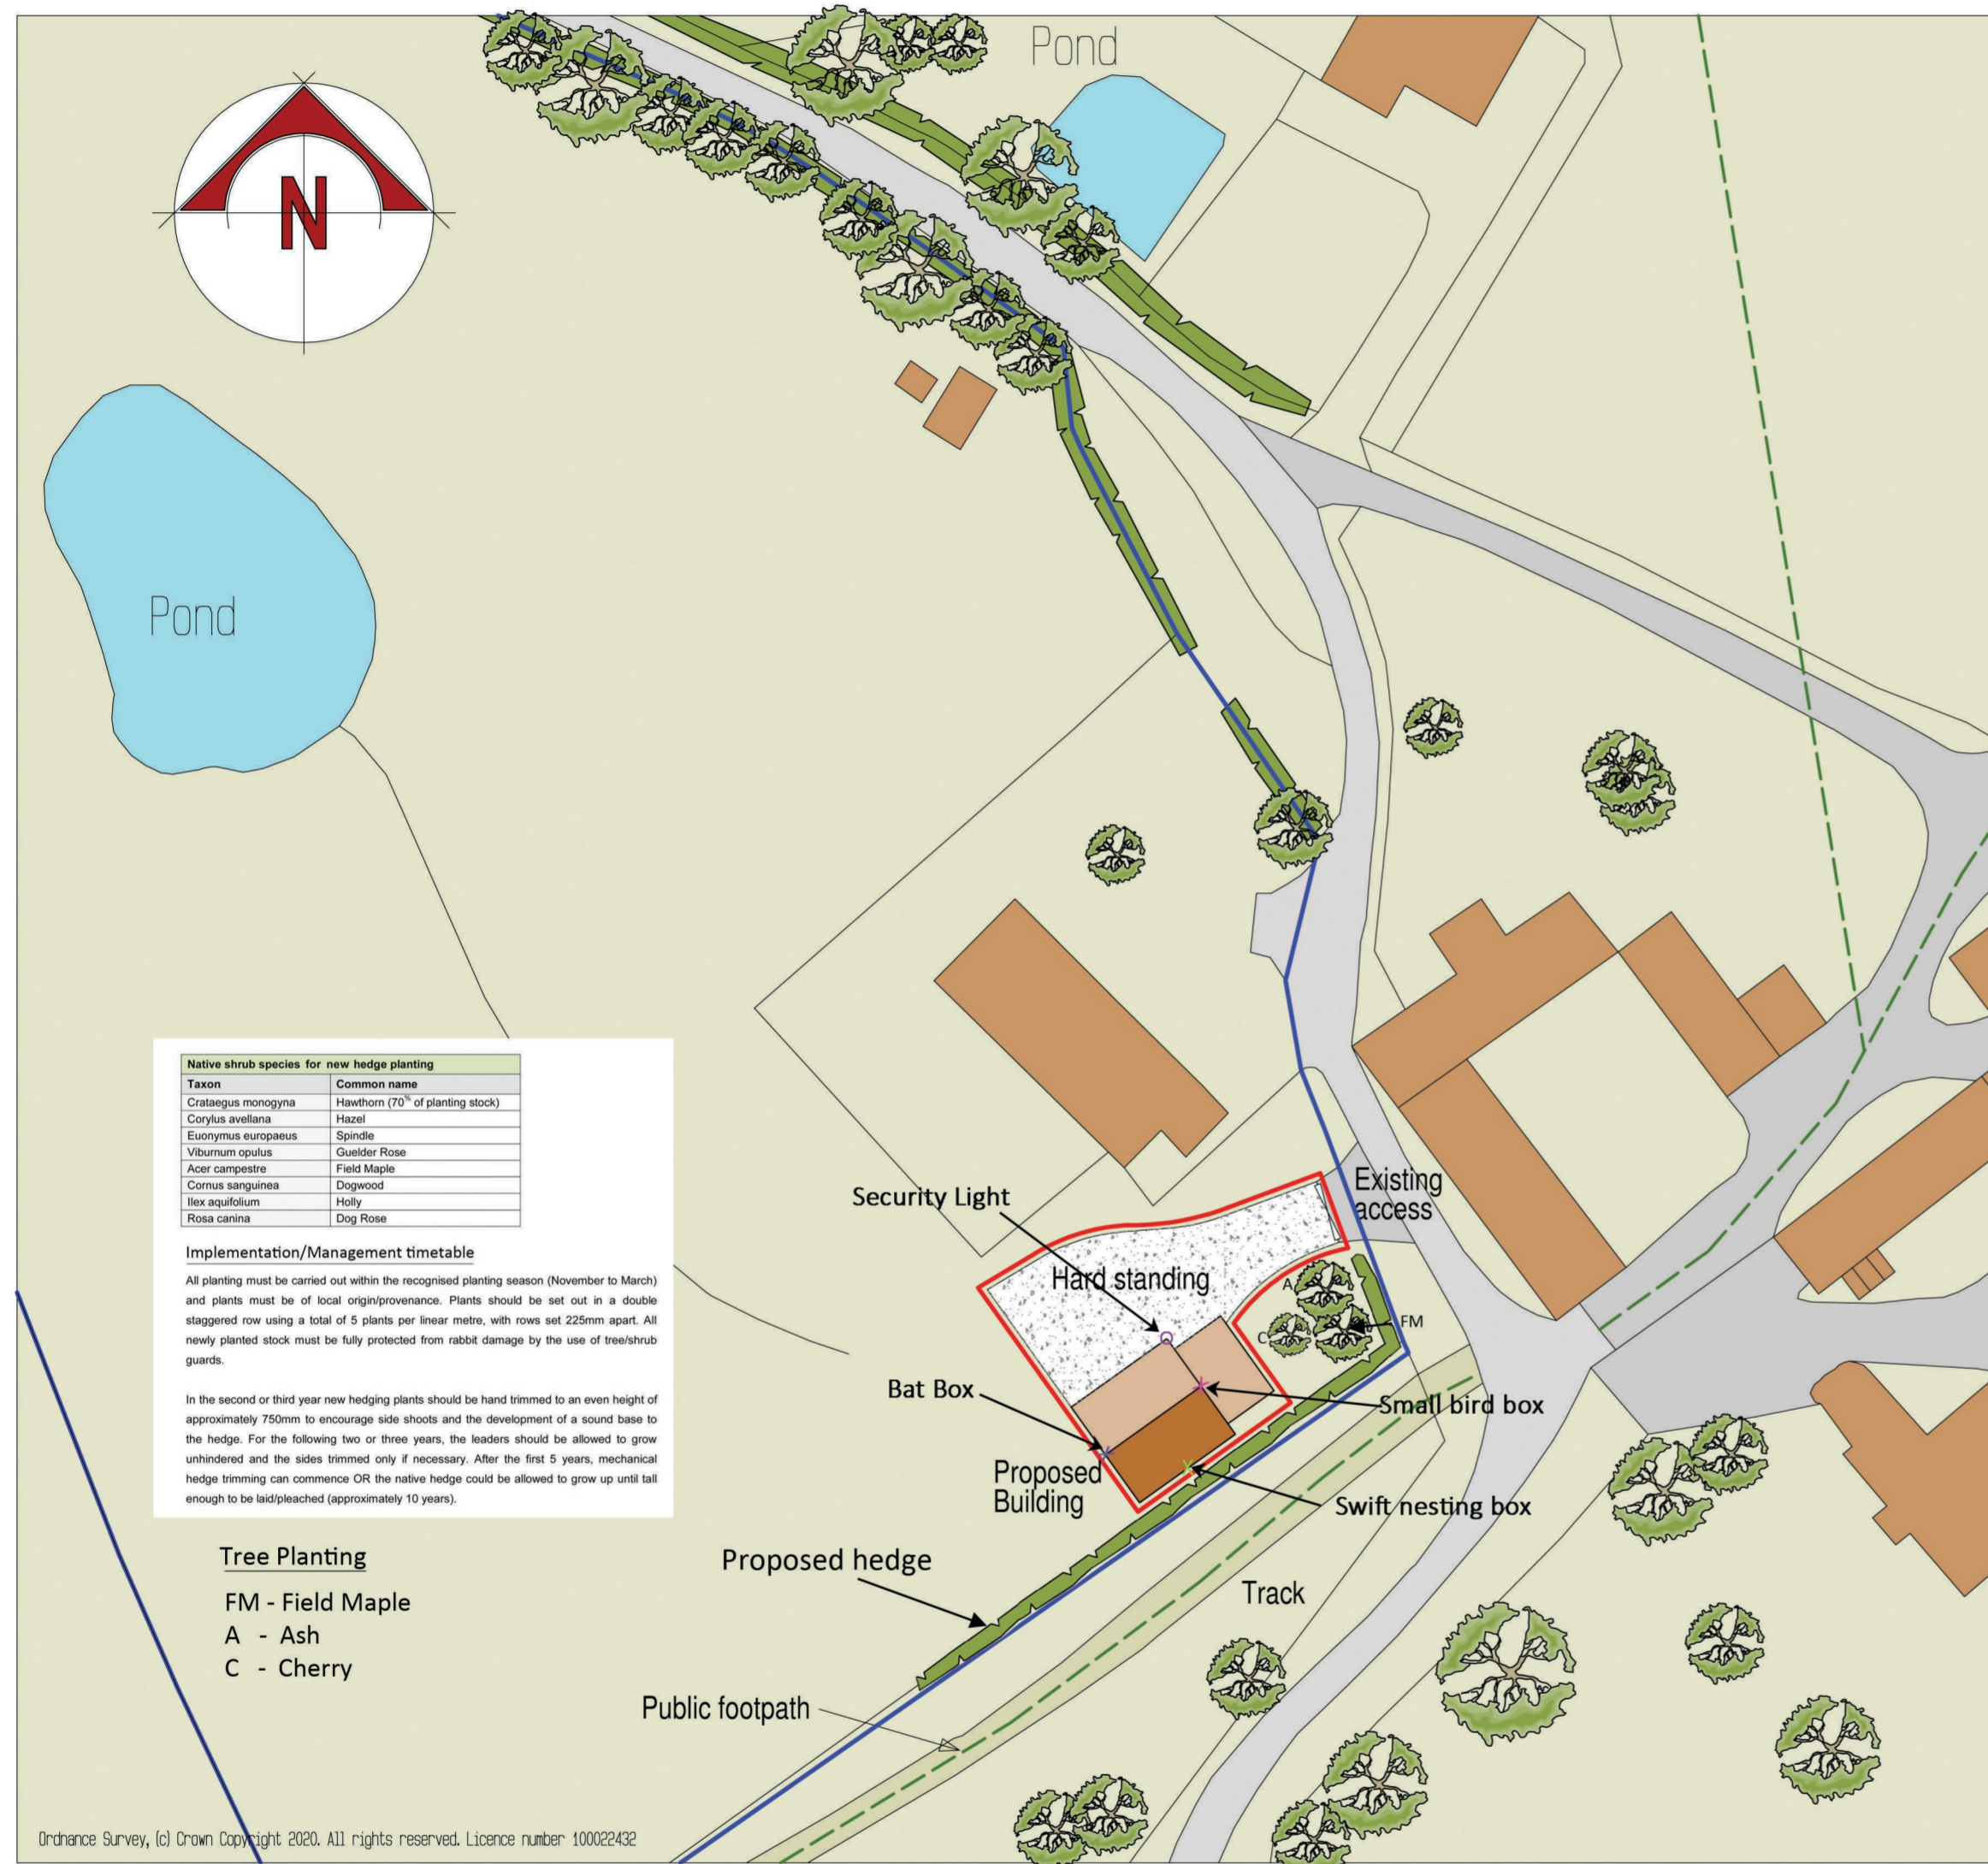 Pond
N
Pond
Native shrub species for new hedge planting
Taxon Common name
Crataegus monogyna Hawthorn (70% of planting stock)
Corylus avellana Hazel
Euonymus europaeus Spindle
Viburnum opulus Guelder Rose
Acer campestre Field Maple
Cornus sanguinea Dogwood
Ilex aquifolium Holly
Rosa canina Dog Rose
Implementation/Management timetable
All planting must be carried out within the recognised planting season (November to March)
and plants must be of local origin/provenance. Plants should be set out in a double
staggered row using a total of 5 plants per linear metre, with rows set 225mm apart. All
newly planted stock must be fully protected from rabbit damage by the use of tree/shrub
guards.
In the second or third year new hedging plants should be hand trimmed to an even height of
approximately 750mm to encourage side shoots and the development of a sound base to
the hedge. For the following two or three years, the leaders should be allowed to grow
unhindered and the sides trimmed only if necessary. After the first 5 years, mechanical
hedge trimming can commence OR the native hedge could be allowed to grow up until tall
enough to be laid/pleached (approximately 10 years).
Tree Planting
FM - Field Maple
A - Ash
C - Cherry
Existing
access
Security Light
Hard standing
A
FM
C
Bat Box
Small bird box
Proposed
Building
Swift nesting box
Proposed hedge
Track
Public footpath
Ordnance Survey, (c) Crown Copyright 2020. All rights reserved. Licence number 100022432